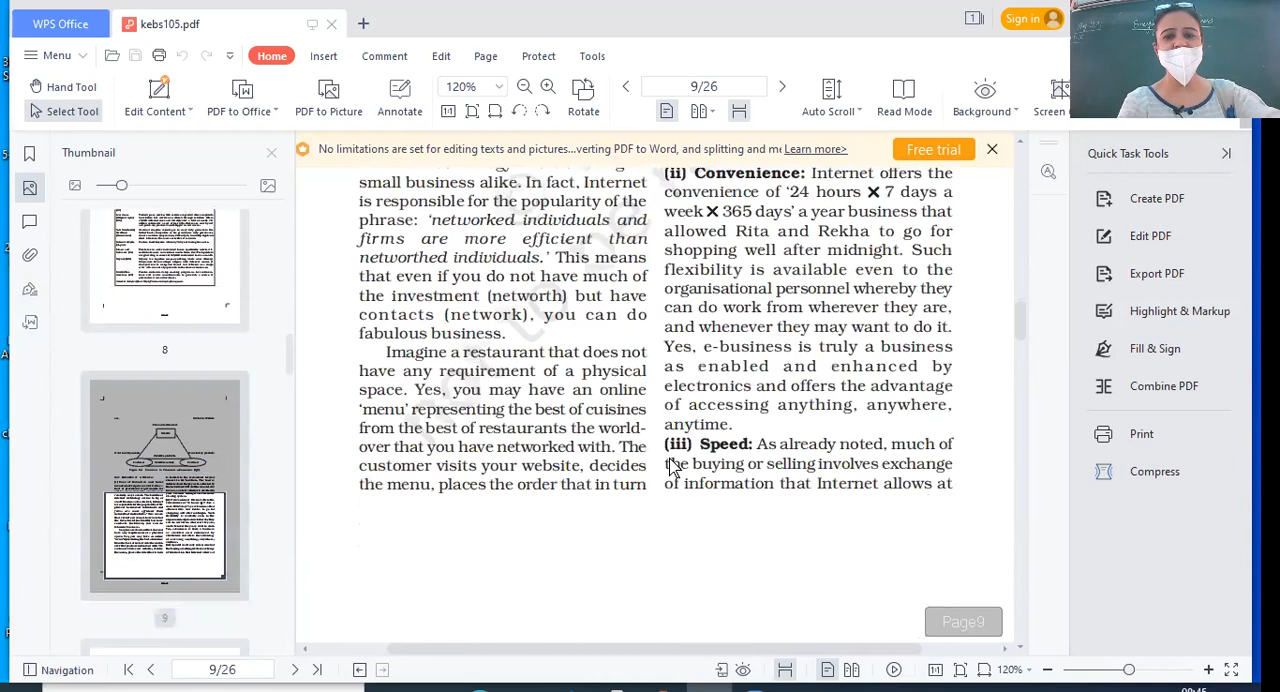 WPS Office
kebs105.pdf
Sign in
Menu
Home
Insert
Comment
Edit
Page
Protect
Tools
Hand Tool
Select Tool
Edit Content
PDF to Office
PDF to Picture
Annotate
120%
Rotate
9/26
Auto Scroll
Read Mode
Background
Screen
Thumbnail
No limitations are set for editing texts and pictures...verting PDF to Word, and splitting and me Learn more>
Free trial
8
9
small business alike. In fact, Internet
is responsible for the popularity of the
phrase: ‘networked individuals and
firms are more efficient than
networthed individuals.’ This means
that even if you do not have much of
the investment (networth) but have
contacts (network), you can do
fabulous business.
Imagine a restaurant that does not
have any requirement of a physical
space. Yes, you may have an online
‘menu’ representing the best of cuisines
from the best of restaurants the world-
over that you have networked with. The
customer visits your website, decides
the menu, places the order that in turn
(ii) Convenience: Internet offers the
convenience of ‘24 hours × 7 days a
week × 365 days’ a year business that
allowed Rita and Rekha to go for
shopping well after midnight. Such
flexibility is available even to the
organisational personnel whereby they
can do work from wherever they are,
and whenever they may want to do it.
Yes, e-business is truly a business
as enabled and enhanced by
electronics and offers the advantage
of accessing anything, anywhere,
anytime.
(iii) Speed: As already noted, much of
the buying or selling involves exchange
of information that Internet allows at
Page9
Quick Task Tools
Create PDF
Edit PDF
Export PDF
Highlight & Markup
Fill & Sign
Combine PDF
Print
Compress
Navigation
9/26
120%